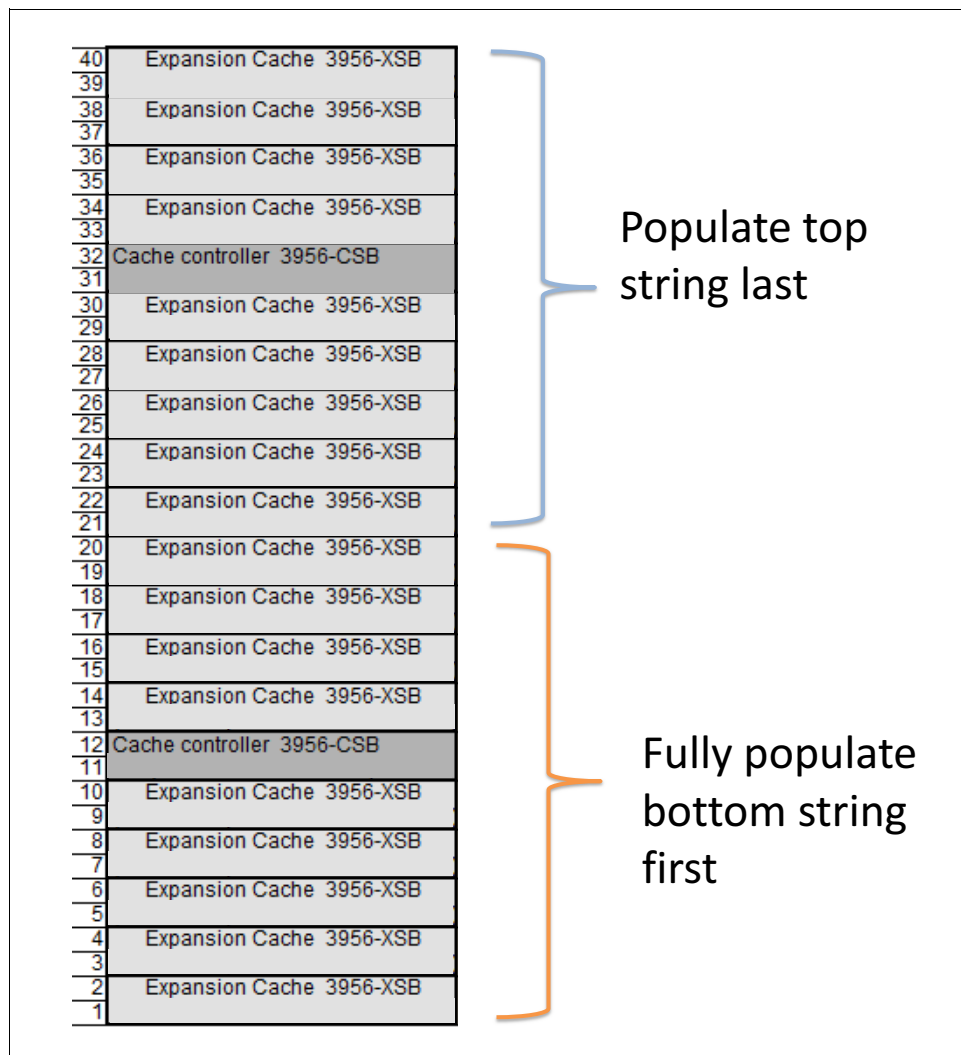 40 Expansion Cache 3956-XSB
39
38 Expansion Cache 3956-XSB
37
36 Expansion Cache 3956-XSB
35
34 Expansion Cache 3956-XSB
33
32 Cache controller 3956-CSB
31
30 Expansion Cache 3956-XSB
29
28 Expansion Cache 3956-XSB
27
26 Expansion Cache 3956-XSB
25
24 Expansion Cache 3956-XSB
23
22 Expansion Cache 3956-XSB
21
20 Expansion Cache 3956-XSB
19
18 Expansion Cache 3956-XSB
17
16 Expansion Cache 3956-XSB
15
14 Expansion Cache 3956-XSB
13
12 Cache controller 3956-CSB
11
10 Expansion Cache 3956-XSB
9
8 Expansion Cache 3956-XSB
7
6 Expansion Cache 3956-XSB
5
4 Expansion Cache 3956-XSB
3
2 Expansion Cache 3956-XSB
1
Populate top
string last
Fully populate
bottom string
first